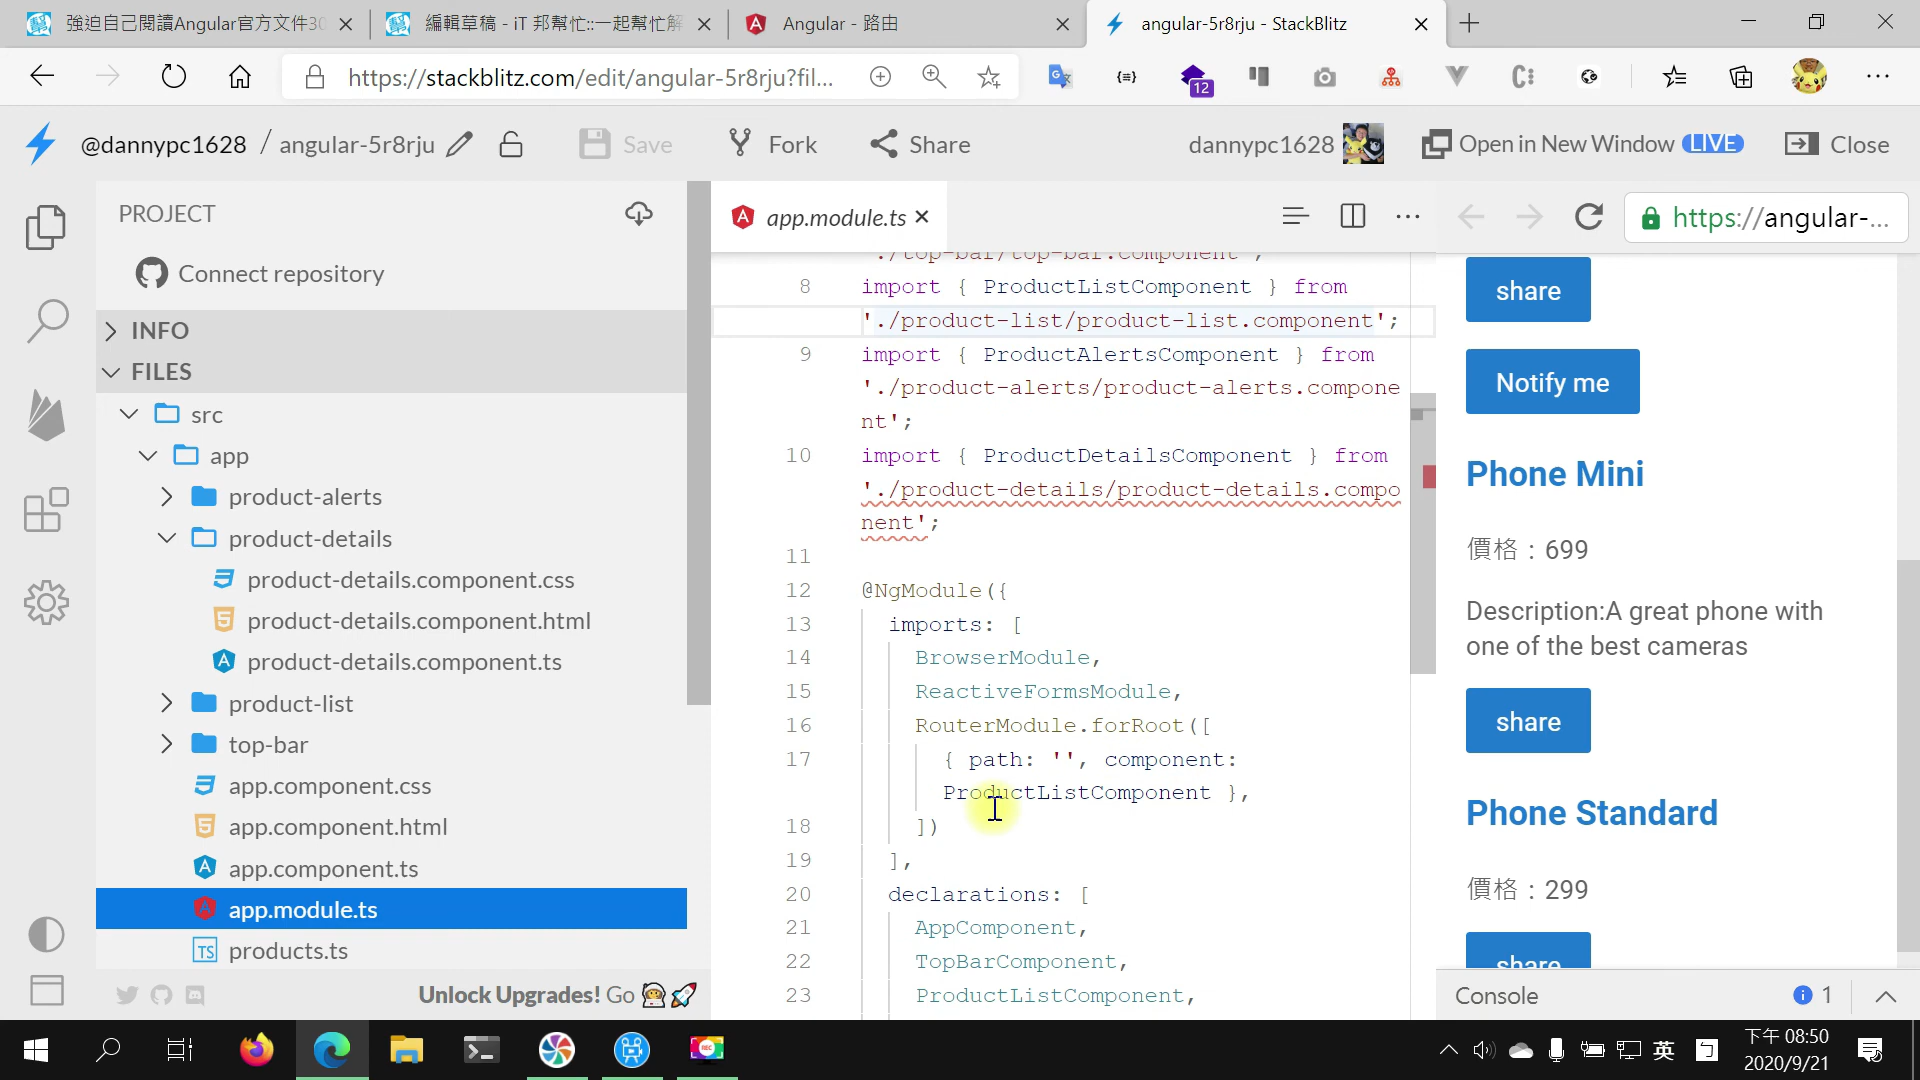 強迫自己閱讀Angular官方文件30
編輯草稿 - iT 邦幫忙::一起幫忙解
Angular - 路由
angular-5r8rju - StackBlitz
https://stackblitz.com/edit/angular-5r8rju?fil...
12
@dannypc1628 / angular-5r8rju
Save
Fork
Share
dannypc1628
Open in New Window LIVE
Close
PROJECT
Connect repository
INFO
FILES
src
app
product-alerts
product-details
product-details.component.css
product-details.component.html
product-details.component.ts
product-list
top-bar
app.component.css
app.component.html
app.component.ts
app.module.ts
TS products.ts
Unlock Upgrades! Go
app.module.ts
'./top-bar/top-bar.component';
8 import { ProductListComponent } from
'./product-list/product-list.component';
9 import { ProductAlertsComponent } from
'./product-alerts/product-alerts.compone
nt';
10 import { ProductDetailsComponent } from
'./product-details/product-details.compo
nent';
11
12 @NgModule({
13 imports: [
14 BrowserModule,
15 ReactiveFormsModule,
16 RouterModule.forRoot([
17 { path: '', component:
ProductListComponent },
18 ])
19 ],
20 declarations: [
21 AppComponent,
22 TopBarComponent,
23 ProductListComponent,
https://angular-...
share
Notify me
Phone Mini
價格：699
Description:A great phone with
one of the best cameras
share
Phone Standard
價格：299
share
Console
1
REC
英
下午 08:50
2020/9/21